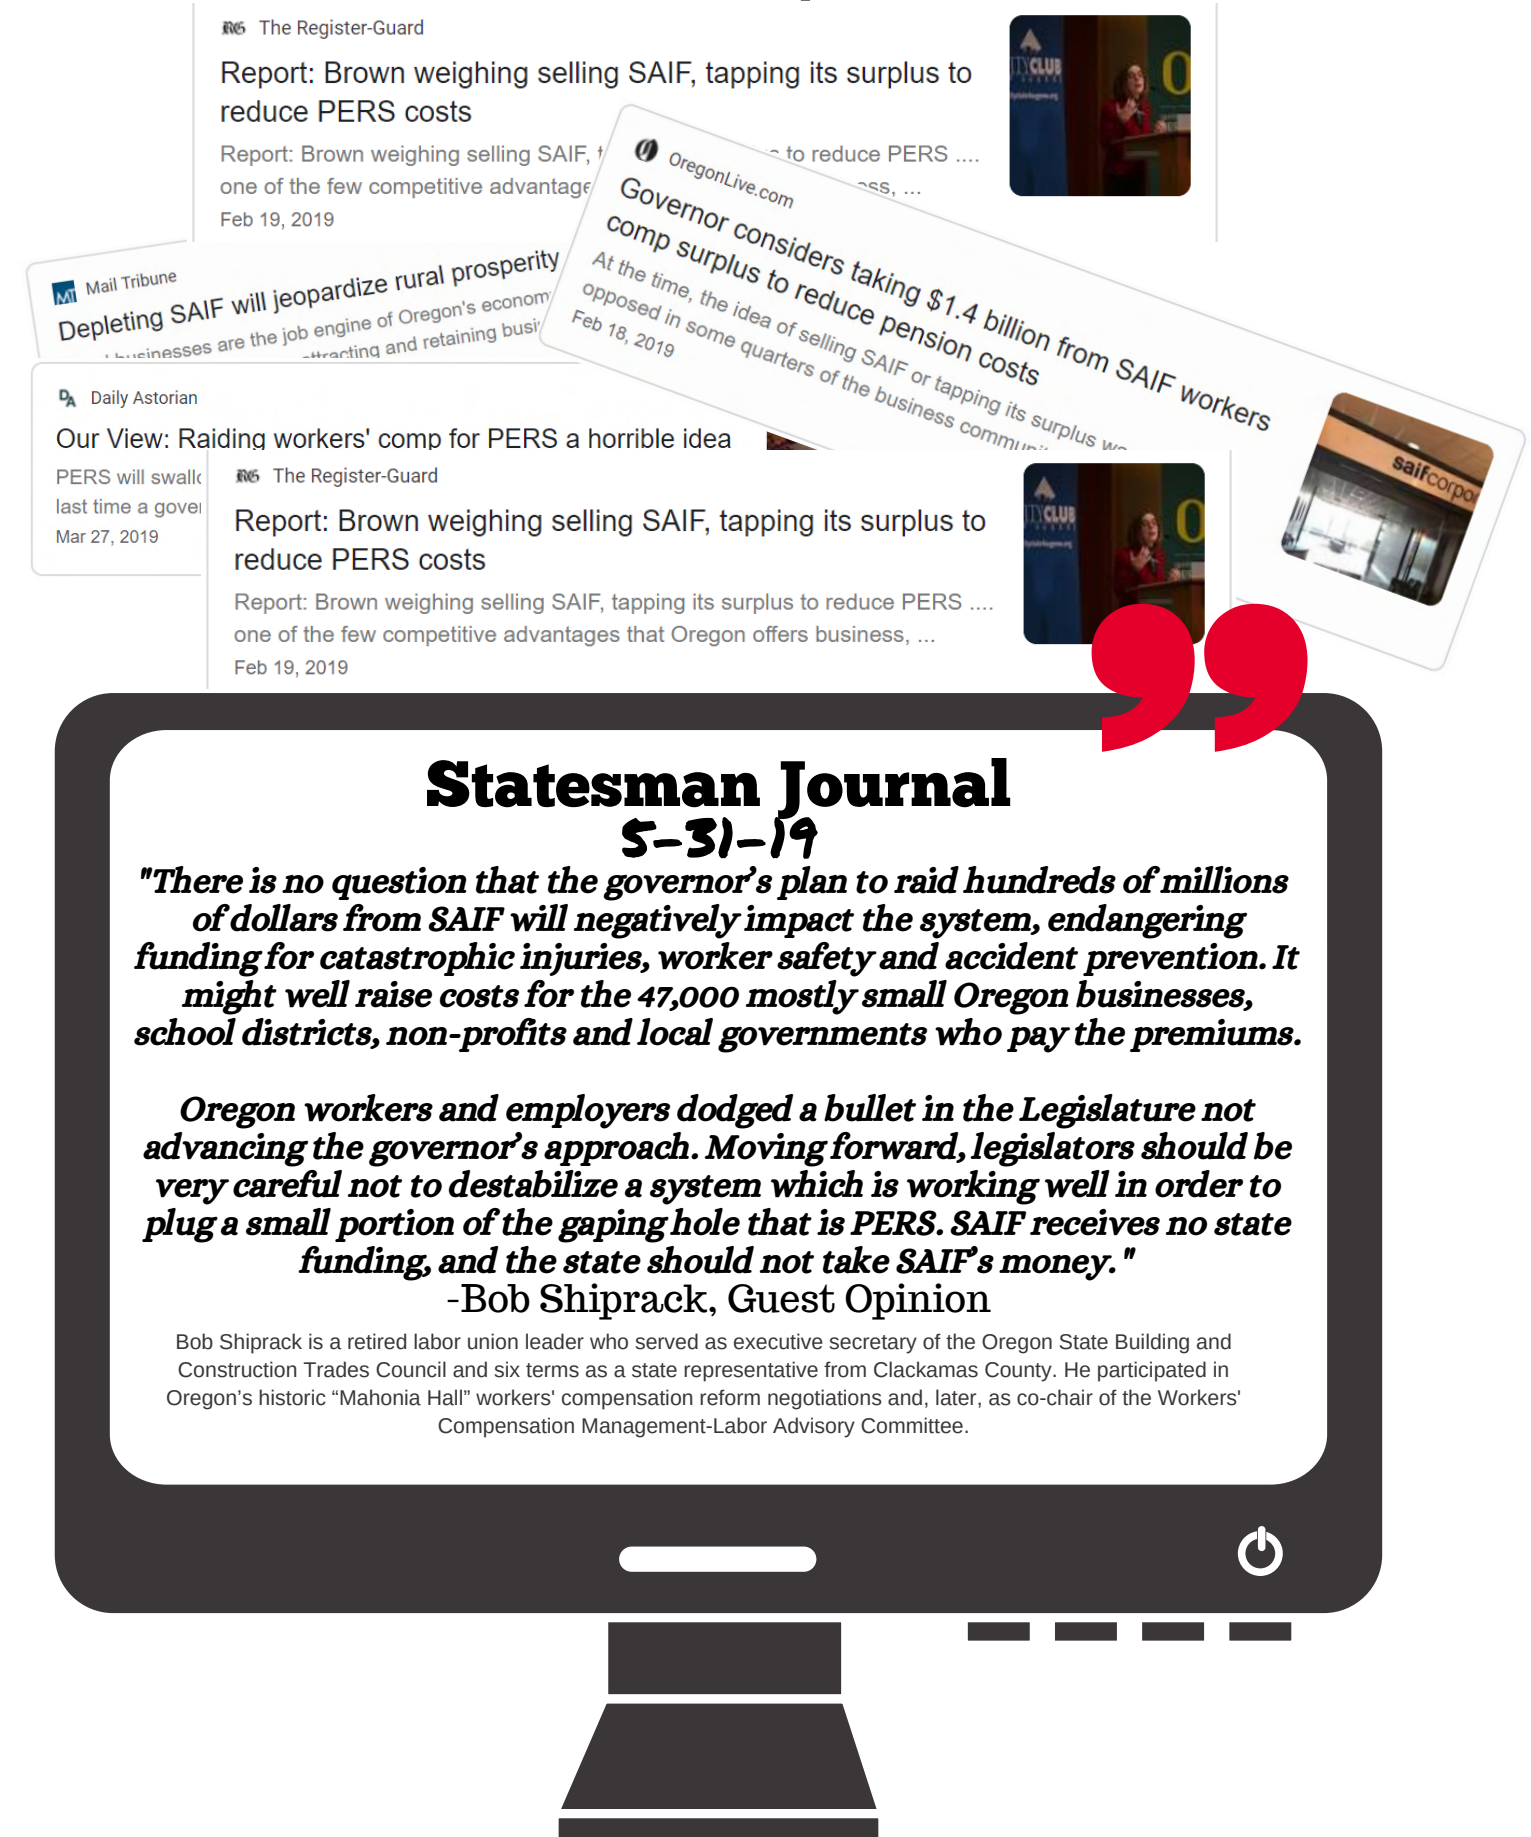 The Register-Guard
Report: Brown weighing selling SAIF, tapping its surplus to
reduce PERS costs
Report: Brown weighing selling SAIF, to reduce PERS ....
one of the few competitive ...
Feb 19, 2019
OregonLive.com
Governor considers taking $1.4 billion from SAIF workers
comp surplus to reduce pension costs
At the time, the idea of selling SAIF or tapping its surplus
opposed in some quarters of the business
Feb 18, 2019
MT Mail Tribune
Depleting SAIF will jeopardize rural prosperity
are the job engine of Oregon's
and retaining
DA Daily Astorian
Our View: Raiding workers' comp for PERS a horrible idea
PERS will
last time a
Mar 27, 2019
RG The Register-Guard
Report: Brown weighing selling SAIF, tapping its surplus to
reduce PERS costs
Report: Brown weighing selling SAIF, tapping its surplus to reduce PERS ....
one of the few competitive advantages that Oregon offers business, ...
Feb 19, 2019
CLUB
O
CLUB
O
saif
Statesman Journal
5-31-19
"There is no question that the governor's plan to raid hundreds of millions
of dollars from SAIF will negatively impact the system, endangering
funding for catastrophic injuries, worker safety and accident prevention. It
might well raise costs for the 47,000 mostly small Oregon businesses,
school districts, non-profits and local governments who pay the premiums.
Oregon workers and employers dodged a bullet in the Legislature not
advancing the governor's approach. Moving forward, legislators should be
very careful not to destabilize a system which is working well in order to
plug a small portion of the gaping hole that is PERS. SAIF receives no state
funding, and the state should not take SAIF's money."
-Bob Shiprack, Guest Opinion
Bob Shiprack is a retired labor union leader who served as executive secretary of the Oregon State Building and
Construction Trades Council and six terms as a state representative from Clackamas County. He participated in
Oregon's historic “Mahonia Hall” workers' compensation reform negotiations and, later, as co-chair of the Workers'
Compensation Management-Labor Advisory Committee.